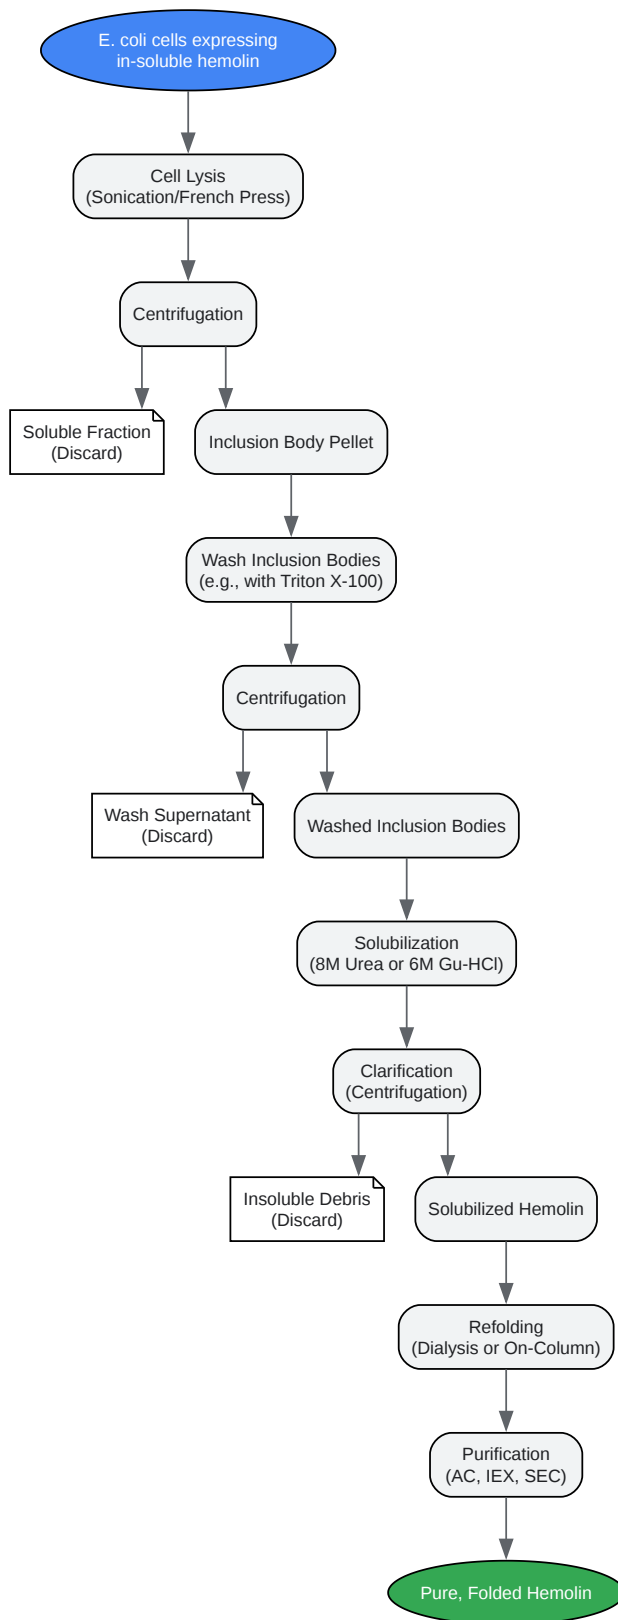 E. coli cells expressing
in-soluble hemolin
Cell Lysis
(Sonication/French Press)
Centrifugation
Soluble Fraction
(Discard)
Inclusion Body Pellet
Wash Inclusion Bodies
(e.g., with Triton X-100)
Centrifugation
Wash Supernatant
(Discard)
Washed Inclusion Bodies
Solubilization
(8M Urea or 6M Gu-HCl)
Clarification
(Centrifugation)
Insoluble Debris
(Discard)
Solubilized Hemolin
Refolding
(Dialysis or On-Column)
Purification
(AC, IEX, SEC)
Pure, Folded Hemolin